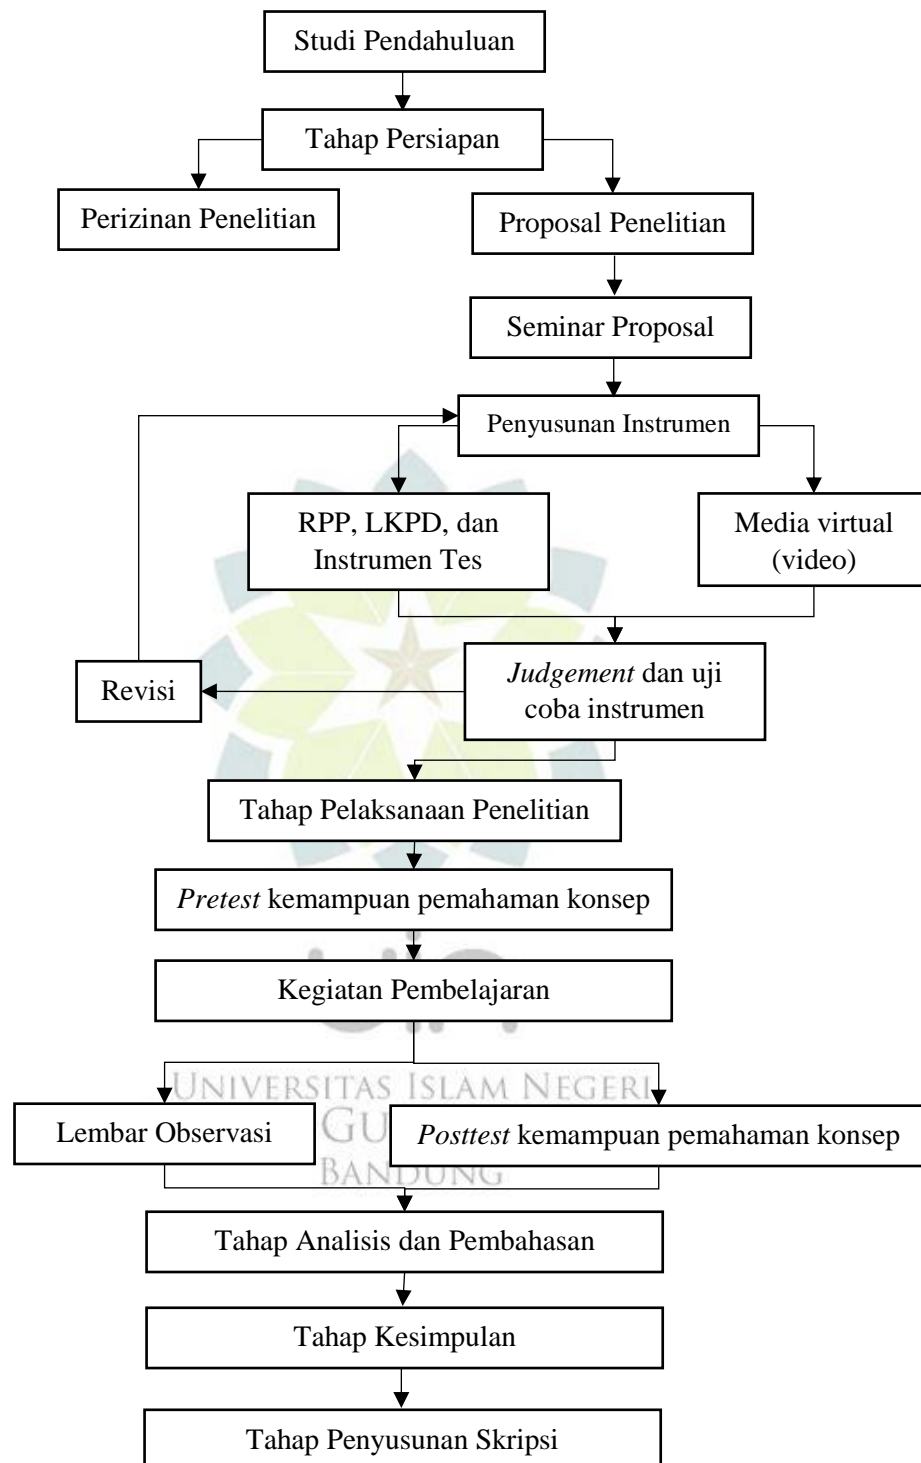 Studi Pendahuluan
Tahap Persiapan
Perizinan Penelitian
Proposal Penelitian
Seminar Proposal
Penyusunan Instrumen
RPP, LKPD, dan
Instrumen Tes
Media virtual
(video)
Judgement dan uji
coba instrumen
Revisi
Tahap Pelaksanaan Penelitian
Pretest kemampuan pemahaman konsep
Kegiatan Pembelajaran
UNIVERSITAS ISLAM NEGERI
Lembar Observasi
Posttest kemampuan pemahaman konsep
BANDUNG
Tahap Analisis dan Pembahasan
Tahap Kesimpulan
Tahap Penyusunan Skripsi